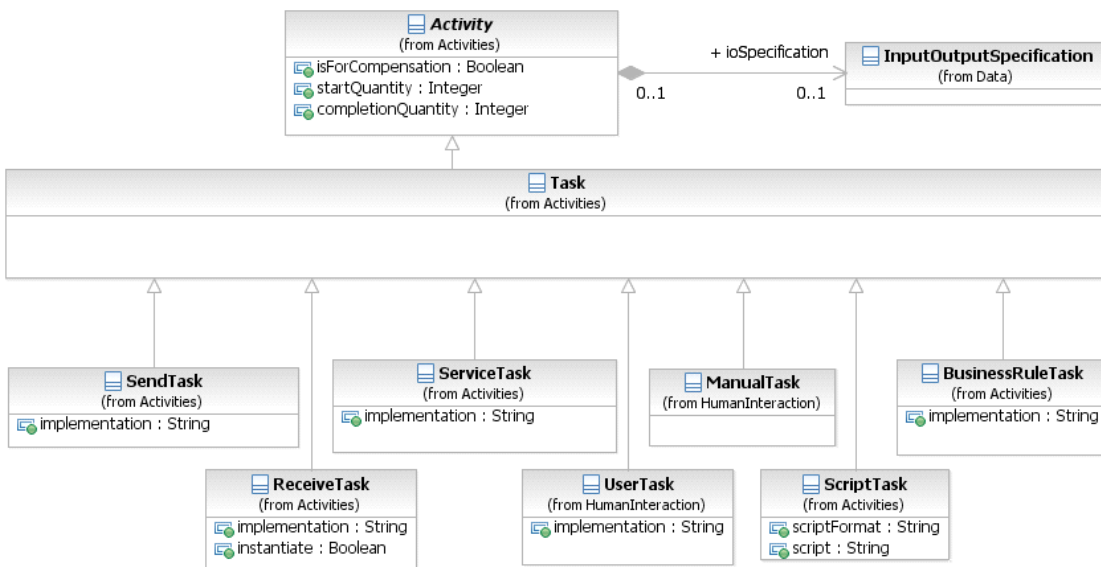 Activity
(from Activities)
isForCompensation : Boolean
startQuantity : Integer
completionQuantity : Integer
+ ioSpecification
0..1
0..1
InputOutputSpecification
(from Data)
Task
(from Activities)
SendTask
(from Activities)
implementation : String
ServiceTask
(from Activities)
implementation : String
ManualTask
(from HumanInteraction)
BusinessRuleTask
(from Activities)
implementation : String
ReceiveTask
(from Activities)
implementation : String
instantiate : Boolean
UserTask
(from HumanInteraction)
implementation : String
ScriptTask
(from Activities)
scriptFormat : String
script : String